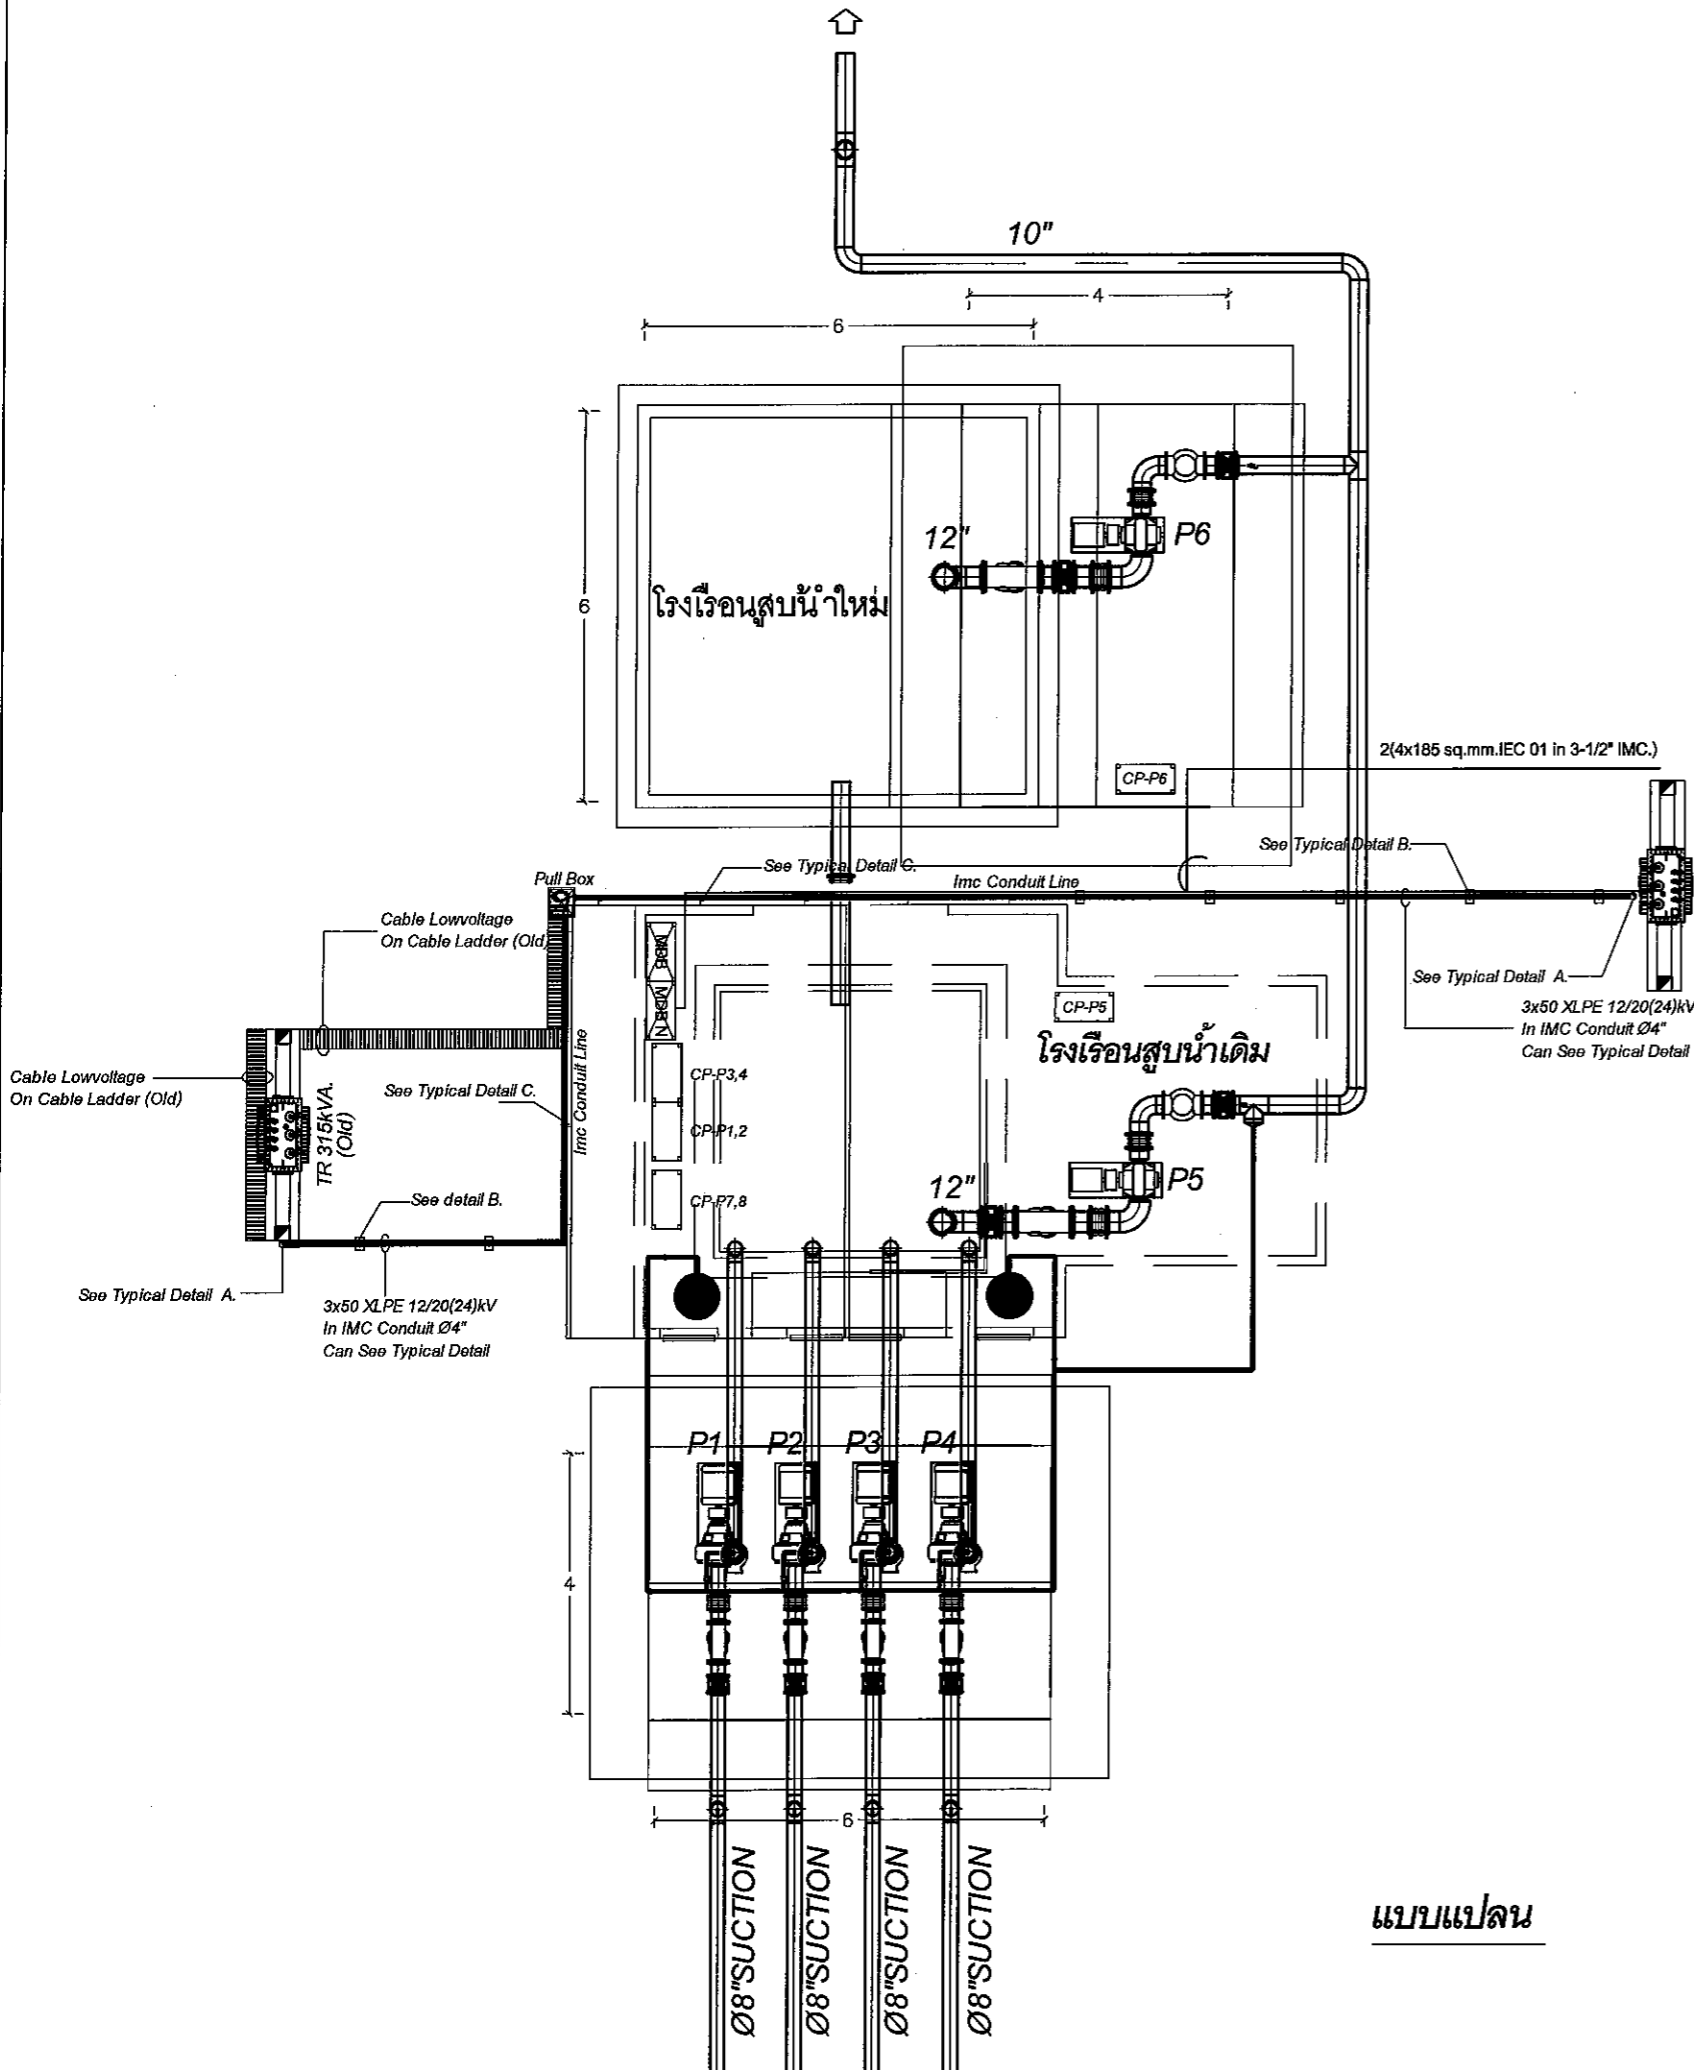 10"
4
6
12"
P6
6
โรงเรือนสูบน้ำใหม่
2(4x185 sq.mm.IEC 01 in 3-1/2" IMC.)
CP-P6
See Typical Detail B.
See Typical Detail C.
Pull Box
Imc Conduit Line
Cable Lowvoltage
On Cable Ladder (Old)
MDB
MDB N
See Typical Detail A.
CP-P5
3x50 XLPE 12/20(24)kV
In IMC Conduit Ø4"
Can See Typical Detail
โรงเรือนสูบน้ำเดิม
Cable Lowvoltage
On Cable Ladder (Old)
See Typical Detail C.
Imc Conduit Line
CP-P3,4
CP-P1,2
TR 315kVA.
(Old)
CP-P7,8
12"
P5
See detail B.
See Typical Detail A.
3x50 XLPE 12/20(24)kV
In IMC Conduit Ø4"
Can See Typical Detail
P1
P2
P3
P4
4
6
Ø8"SUCTION
Ø8"SUCTION
Ø8"SUCTION
Ø8"SUCTION
แบบแปลน